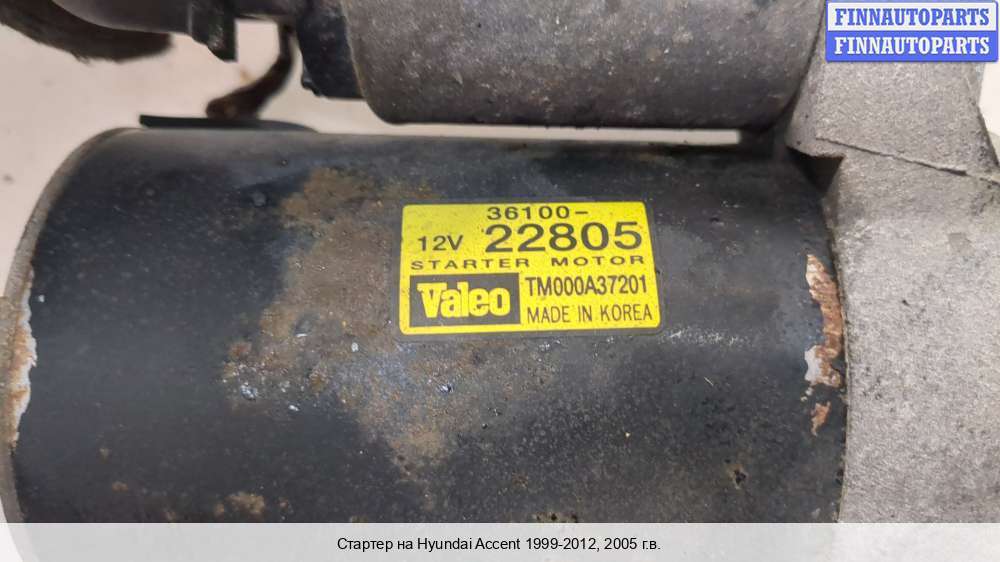 FINNAUTOPARTS
FINNAUTOPARTS
36100-
12V 22805
STARTER MOTOR
Valeo TM000A37201
MADE IN KOREA
Стартер на Hyundai Accent 1999-2012, 2005 г.в.